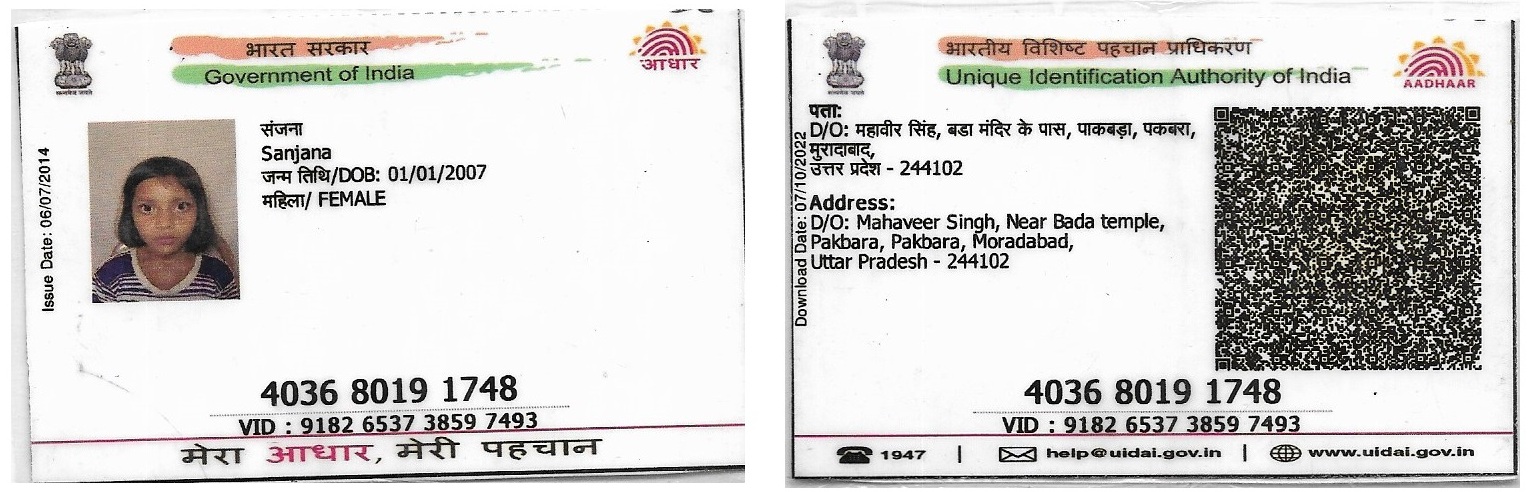 भारत सरकार
Government of India
आधार
Issue Date: 06/07/2014
संजना
Sanjana
जन्म तिथि/DOB: 01/01/2007
महिला/ FEMALE
4036 8019 1748
VID : 9182 6537 3859 7493
मेरा आधार, मेरी पहचान
भारतीय विशिष्ट पहचान प्राधिकरण
Unique Identification Authority of India
AADHAAR
Download Date: 07/10/2022
पता:
D/O: महावीर सिंह, बडा मंदिर के पास, पाकबड़ा, पकबरा,
मुरादाबाद,
उत्तर प्रदेश - 244102
Address:
D/O: Mahaveer Singh, Near Bada temple,
Pakbara, Pakbara, Moradabad,
Uttar Pradesh - 244102
4036 8019 1748
VID : 9182 6537 3859 7493
1947 | help@uidai.gov.in | www.uidai.gov.in